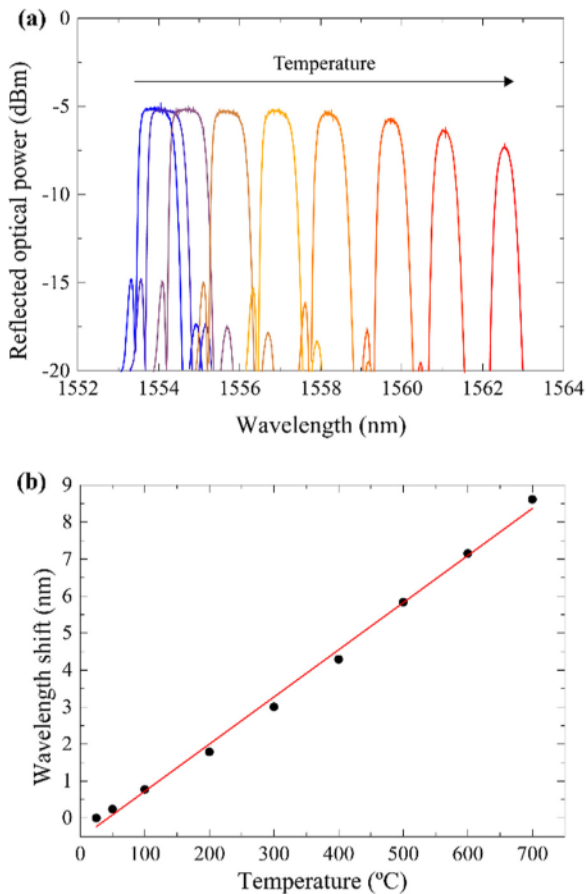 (a)
0
-5
-10
-15
-20
Reflected optical power (dBm)
Temperature
1552 1554 1556 1558 1560 1562 1564
Wavelength (nm)
(b)
9
8
7
6
5
4
3
2
1
0
Wavelength shift (nm)
0 100 200 300 400 500 600 700
Temperature (ºC)